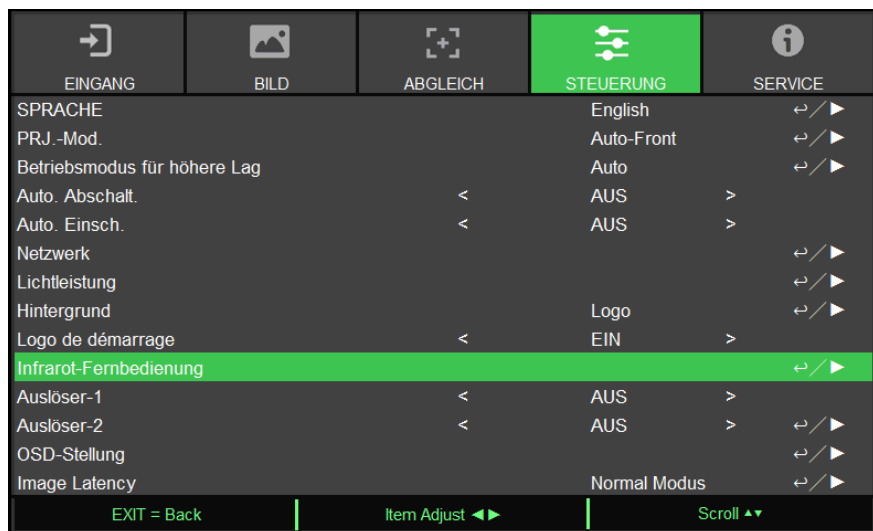 EINGANG BILD ABGLEICH STEUERUNG SERVICE
SPRACHE English ↩/►
PRJ.-Mod. Auto-Front ↩/►
Betriebsmodus für höhere Lag Auto ↩/►
Auto. Abschalt. < AUS >
Auto. Einsch. < AUS >
Netzwerk ↩/►
Lichtleistung ↩/►
Hintergrund Logo ↩/►
Logo de démarrage < EIN >
Infrarot-Fernbedienung ↩/►
Auslöser-1 < AUS >
Auslöser-2 < AUS > ↩/►
OSD-Stellung ↩/►
Image Latency Normal Modus ↩/►
EXIT = Back Item Adjust ◄► Scroll ▲▼